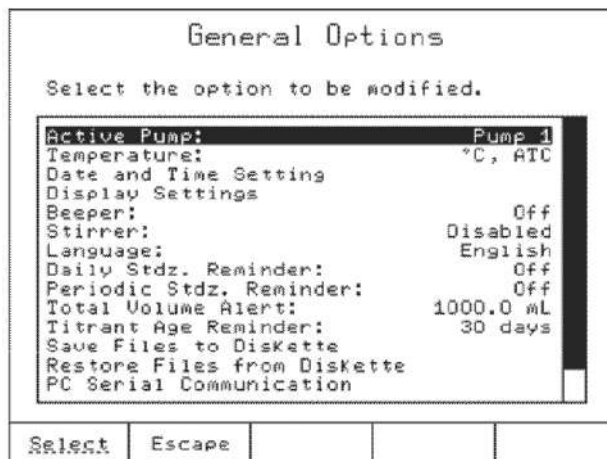 General Options
Select the option to be modified.
Active Pump: Pump 1
Temperature: °C, ATC
Date and Time Setting
Display Settings
Beeper: Off
Stirrer: Disabled
Language: English
Daily Stdz. Reminder: Off
Periodic Stdz. Reminder: Off
Total Volume Alert: 1000.0 mL
Titrant Age Reminder: 30 days
Save Files to Diskette
Restore Files from Diskette
PC Serial Communication
Select Escape